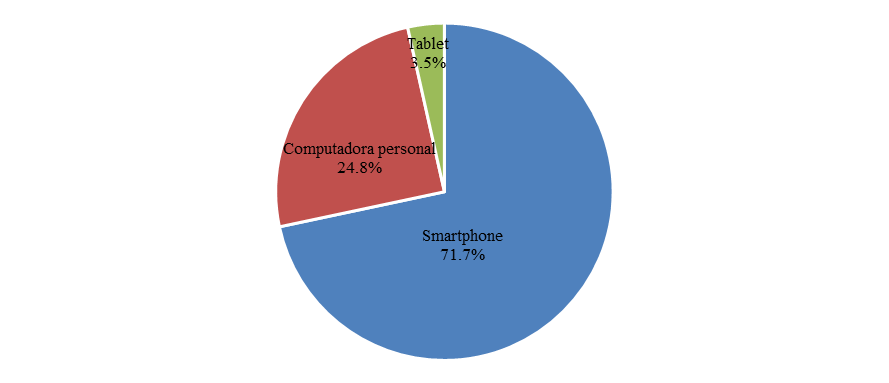 Tablet
3.5%
Computadora personal
24.8%
Smartphone
71.7%